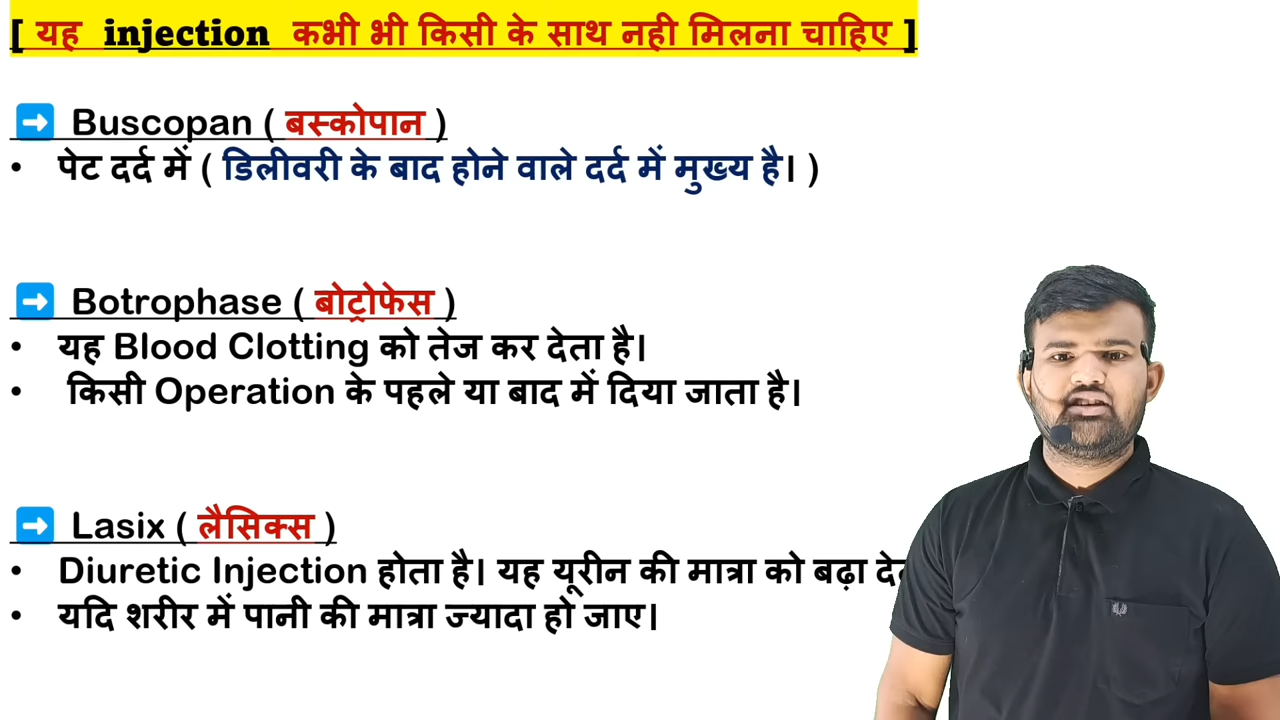 [ यह injection कभी भी किसी के साथ नही मिलना चाहिए ]
➡ Buscopan ( बस्कोपान )
• पेट दर्द में ( डिलीवरी के बाद होने वाले दर्द में मुख्य है। )
➡ Botrophase ( बोट्रोफेस )
• यह Blood Clotting को तेज कर देता है।
• किसी Operation के पहले या बाद में दिया जाता है।
➡ Lasix ( लैसिक्स )
• Diuretic Injection होता है। यह यूरीन की मात्रा को बढ़ा
• यदि शरीर में पानी की मात्रा ज्यादा हो जाए।